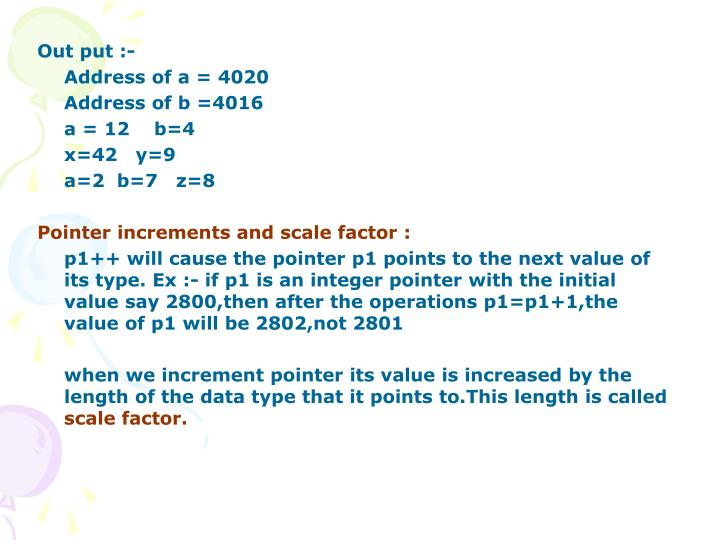 Out put :-
Address of a = 4020
Address of b =4016
a = 12    b=4
x=42   y=9
a=2  b=7   z=8
Pointer increments and scale factor :
p1++ will cause the pointer p1 points to the next value of
its type. Ex :- if p1 is an integer pointer with the initial
value say 2800,then after the operations p1=p1+1,the
value of p1 will be 2802,not 2801
when we increment pointer its value is increased by the
length of the data type that it points to.This length is called
scale factor.